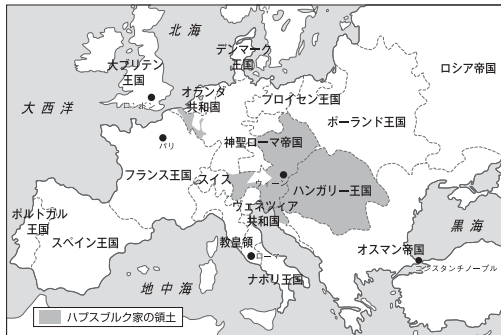 北海
デンマーク
王国
大ブリテン
王国
ロンドン
オランダ
共和国
プロイセン王国
ロシア帝国
大西洋
ポーランド王国
神聖ローマ帝国
パリ
フランス王国
スイス
ウィーン
ハンガリー王国
ヴェネツィア
共和国
ポルトガル
王国
スペイン王国
教皇領
ローマ
黒海
オスマン帝国
コンスタンチノープル
地中海
ナポリ王国
ハプスブルク家の領土